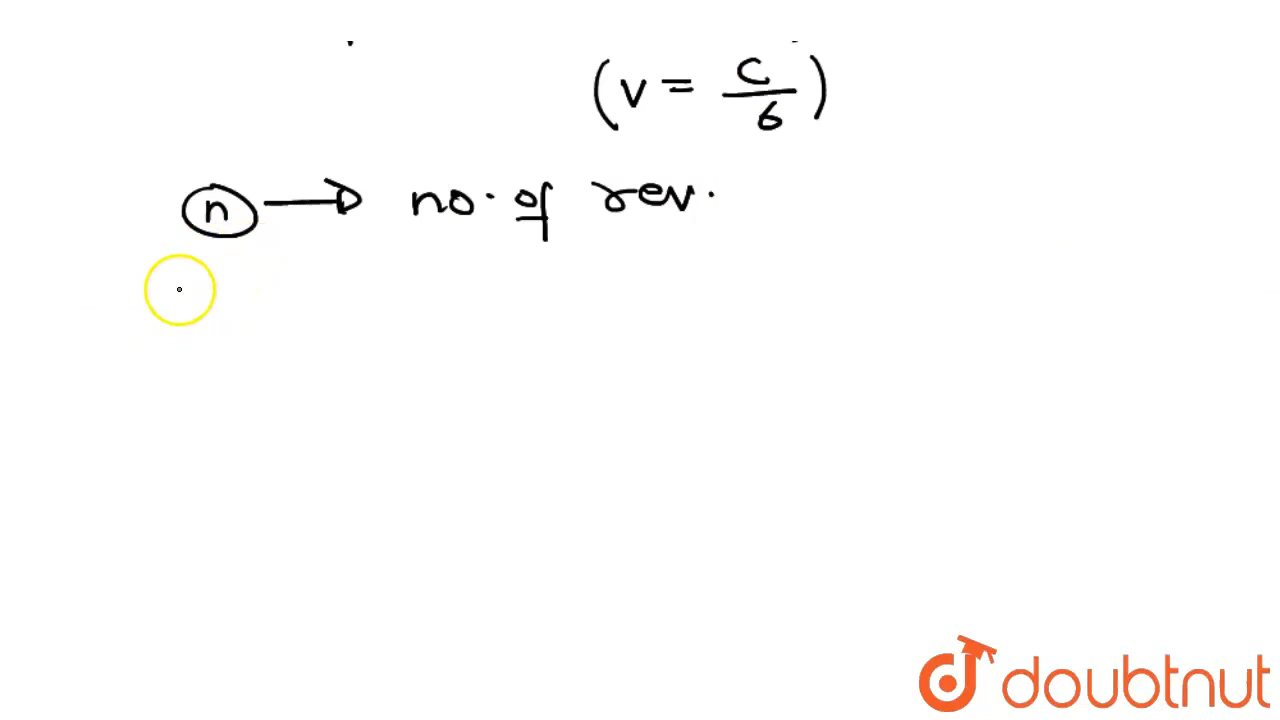 (v = c/6)
n → no. of rev.
doubtnut